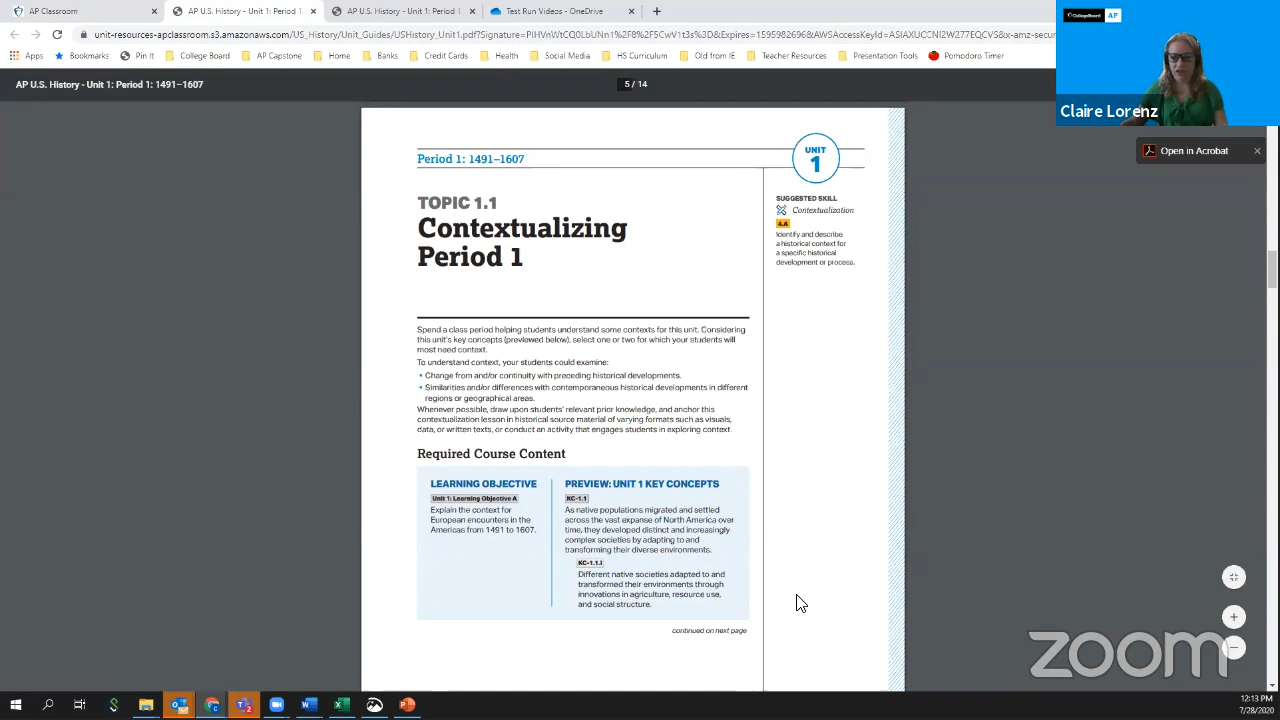 AP Classroom
AP U.S. History - Unit 1: Period 1
AP U.S. History - Unit 1: Period 1
Test Run Videos - OneDrive
unit-resource-apclassroom.s3.amazonaws.com/US_History/Unit_Guide/US_History_Unit1.pdf?Signature=
Apps
Bookmarks
Pin It
College Board
AP Capstone
Home
Banks
Credit Cards
Health
Social Media
HS Curriculum
Old from IE
Teacher Resources
Presentation Tools
Pomodoro Timer
CollegeBoard AP
Claire Lorenz
AP U.S. History - Unit 1: Period 1: 1491–1607
5 / 14
Open in Acrobat
Period 1: 1491–1607
UNIT
1
TOPIC 1.1
Contextualizing
Period 1
SUGGESTED SKILL
Contextualization
4.A
Identify and describe
a historical context for
a specific historical
development or process.
Spend a class period helping students understand some contexts for this unit. Considering
this unit's key concepts (previewed below), select one or two for which your students will
most need context.
To understand context, your students could examine:
• Change from and/or continuity with preceding historical developments.
• Similarities and/or differences with contemporaneous historical developments in different
regions or geographical areas.
Whenever possible, draw upon students' relevant prior knowledge, and anchor this
contextualization lesson in historical source material of varying formats such as visuals,
data, or written texts, or conduct an activity that engages students in exploring context.
Required Course Content
LEARNING OBJECTIVE
Unit 1: Learning Objective A
Explain the context for
European encounters in the
Americas from 1491 to 1607.
PREVIEW: UNIT 1 KEY CONCEPTS
KC-1.1
As native populations migrated and settled
across the vast expanse of North America over
time, they developed distinct and increasingly
complex societies by adapting to and
transforming their diverse environments.
KC-1.1.I
Different native societies adapted to and
transformed their environments through
innovations in agriculture, resource use,
and social structure.
continued on next page
zoom
12:13 PM
7/28/2020